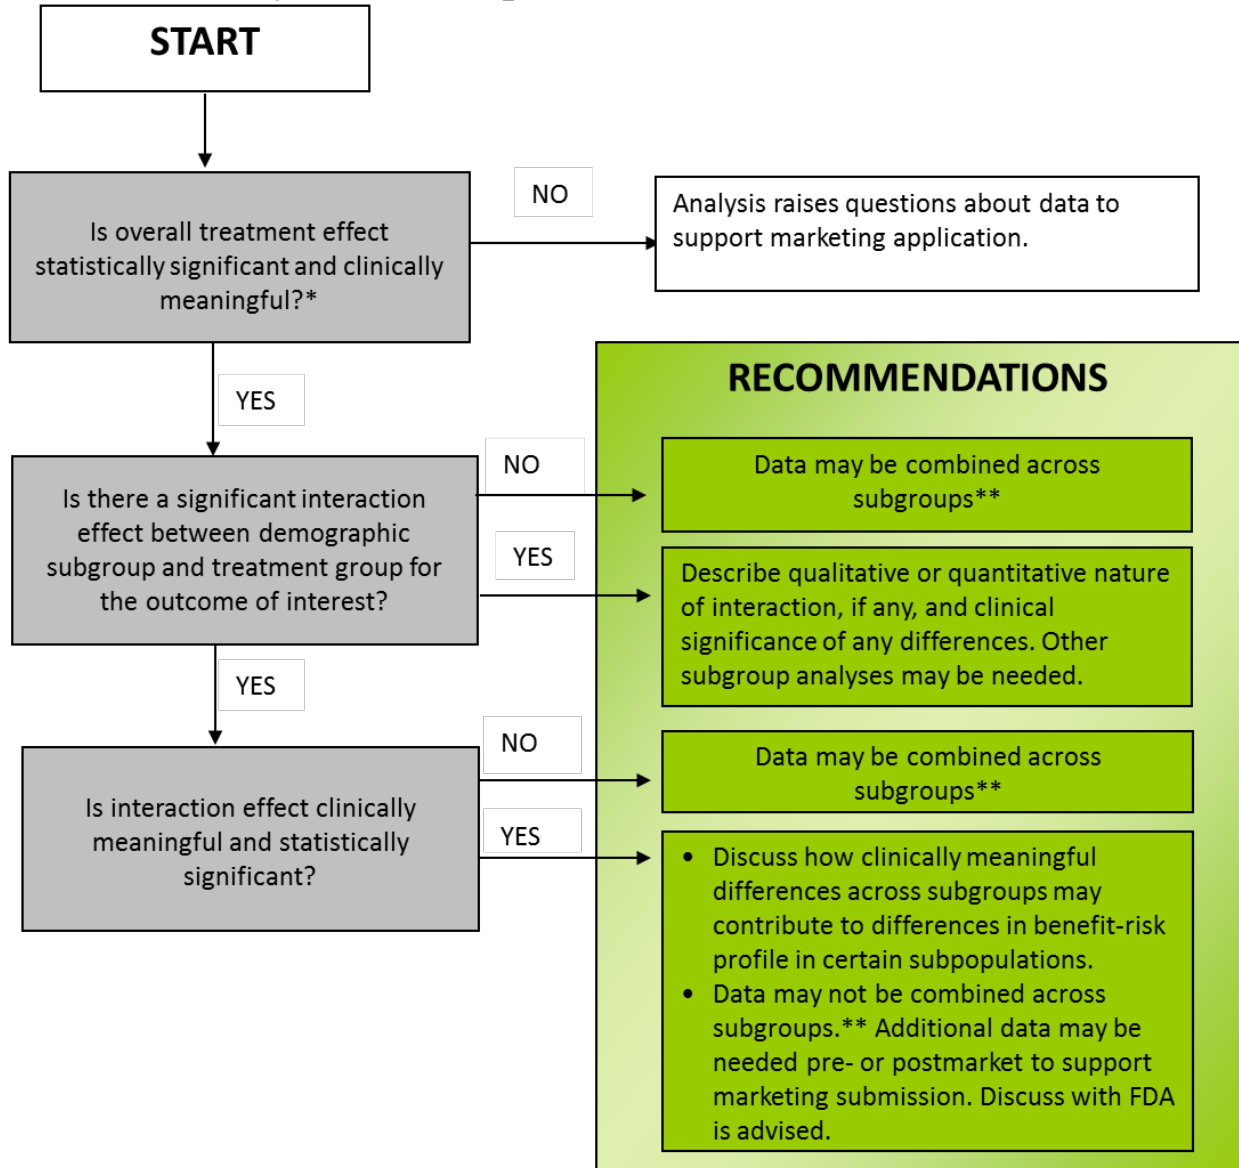 START
Is overall treatment effect
statistically significant and clinically
meaningful?*
NO
Analysis raises questions about data to
support marketing application.
YES
RECOMMENDATIONS
Is there a significant interaction
effect between demographic
subgroup and treatment group for
the outcome of interest?
NO
Data may be combined across
subgroups**
YES
Describe qualitative or quantitative nature
of interaction, if any, and clinical
significance of any differences. Other
subgroup analyses may be needed.
YES
Is interaction effect clinically
meaningful and statistically
significant?
NO
Data may be combined across
subgroups**
YES
• Discuss how clinically meaningful
differences across subgroups may
contribute to differences in benefit-risk
profile in certain subpopulations.
• Data may not be combined across
subgroups.** Additional data may be
needed pre- or postmarket to support
marketing submission. Discuss with FDA
is advised.